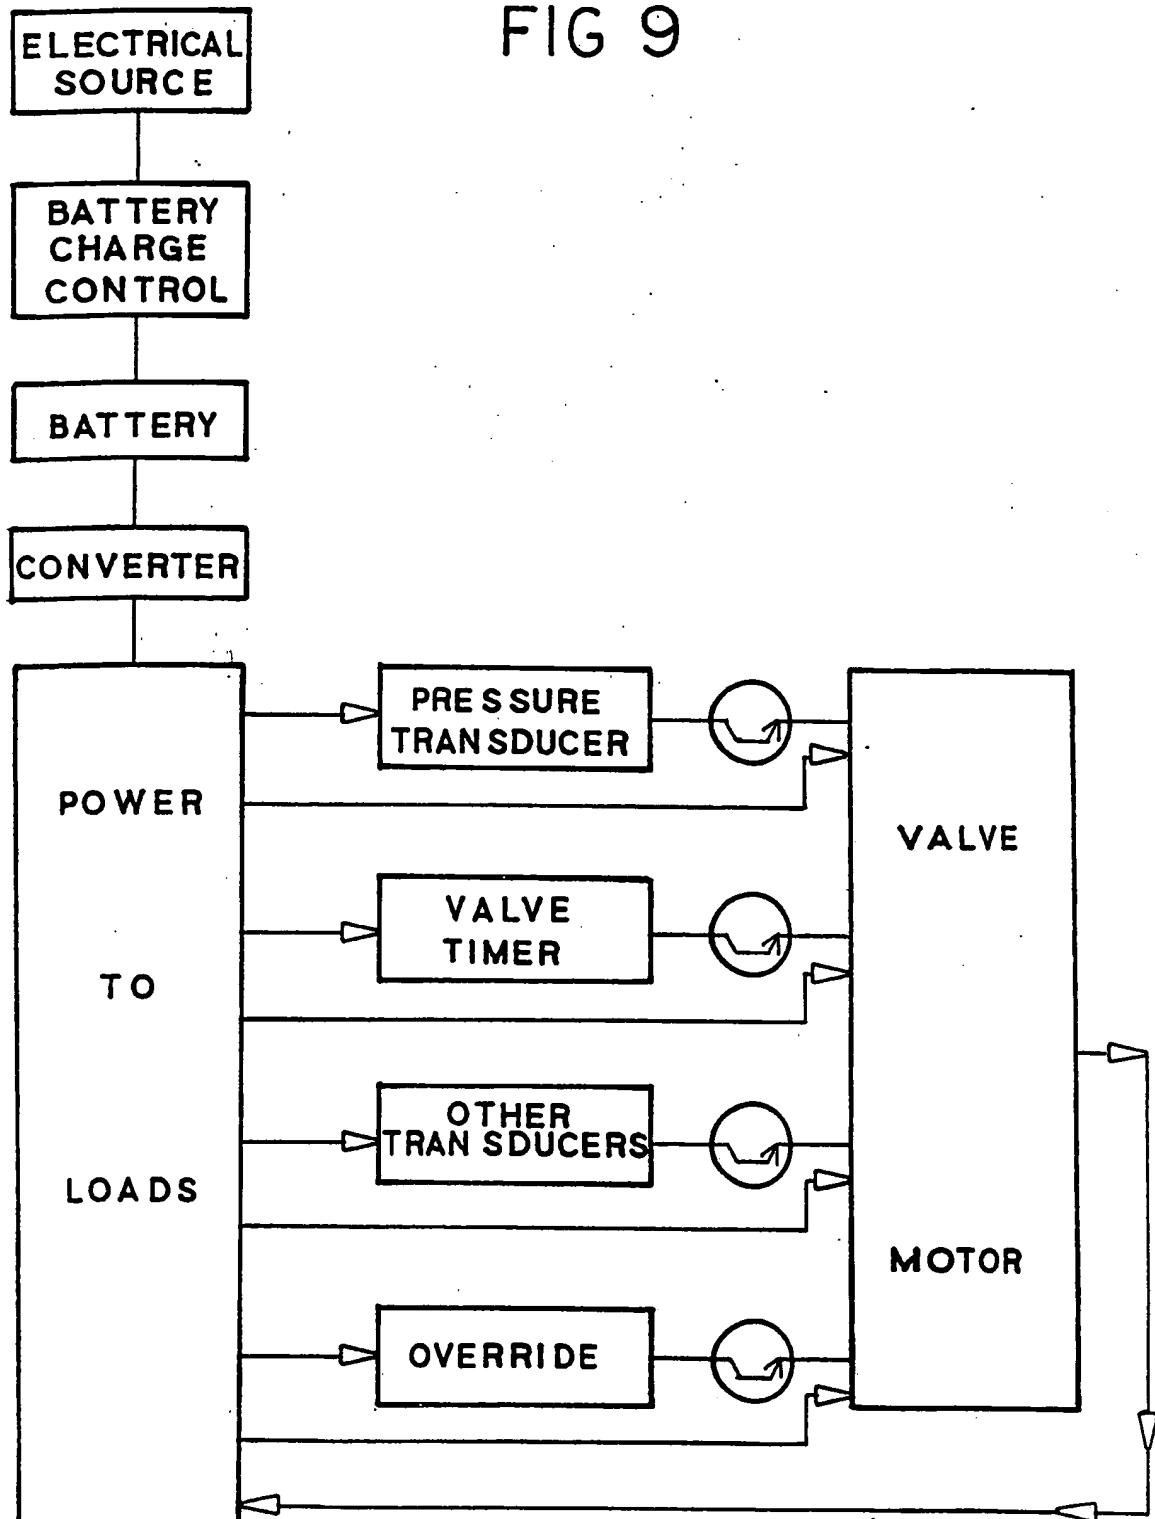 FIG 9
ELECTRICAL
SOURCE
BATTERY
CHARGE
CONTROL
BATTERY
CONVERTER
POWER
TO
LOADS
PRESSURE
TRANSDUCER
VALVE
TIMER
OTHER
TRANSDUCERS
OVERRIDE
VALVE
MOTOR